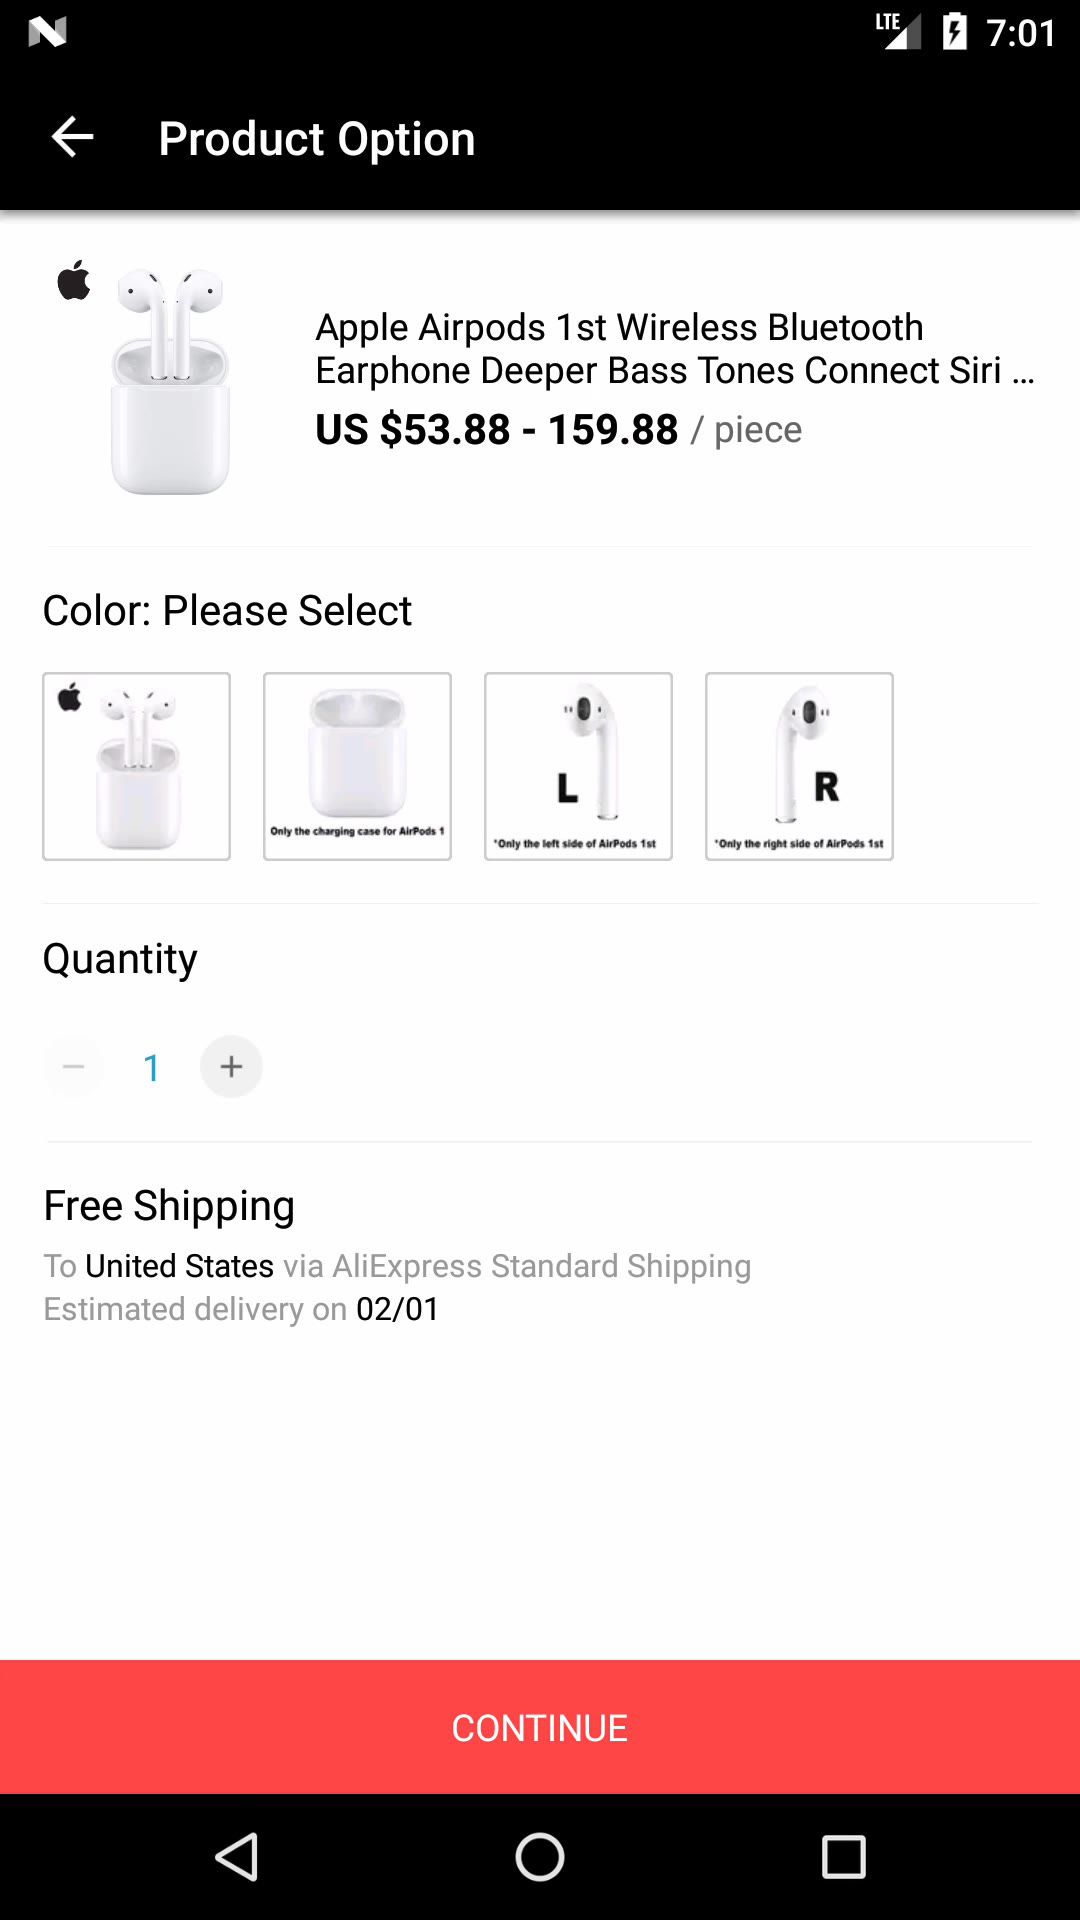 LTE 7:01
Product Option
Apple Airpods 1st Wireless Bluetooth
Earphone Deeper Bass Tones Connect Siri ...
US $53.88 - 159.88 / piece
Color: Please Select
Only the charging case for AirPods 1
L
*Only the left side of AirPods 1st
R
*Only the right side of AirPods 1st
Quantity
− 1 +
Free Shipping
To United States via AliExpress Standard Shipping
Estimated delivery on 02/01
CONTINUE